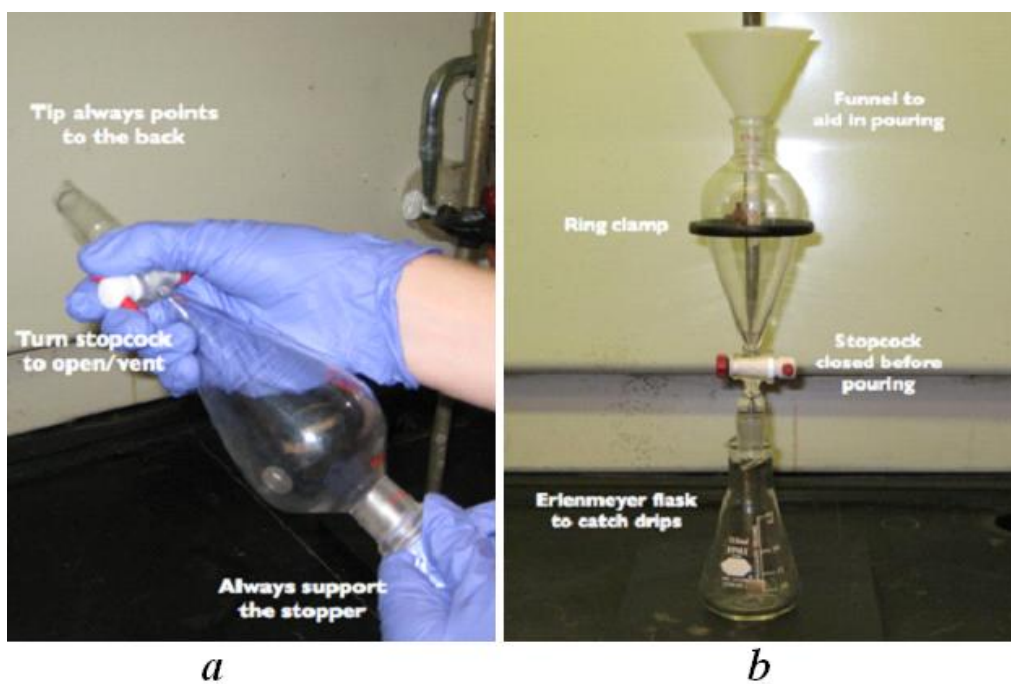 Tip always points
to the back
Turn stopcock
to open/vent
Always support
the stopper
Funnel to
aid in pouring
Ring clamp
Stopcock
closed before
pouring
Erlenmeyer flask
to catch drips
a
b